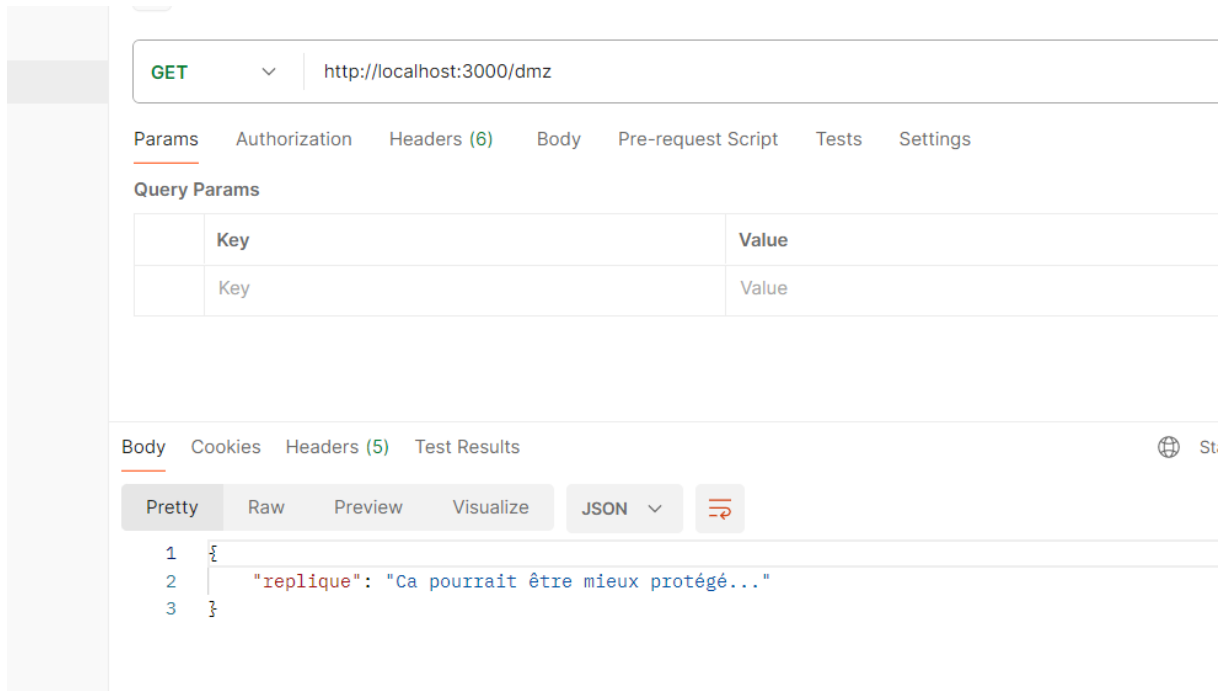 GET http://localhost:3000/dmz
Params Authorization Headers (6) Body Pre-request Script Tests Settings
Query Params
Key Value
Key Value
Body Cookies Headers (5) Test Results
Pretty Raw Preview Visualize JSON
1 {
2 "replique": "Ca pourrait être mieux protégé..."
3 }